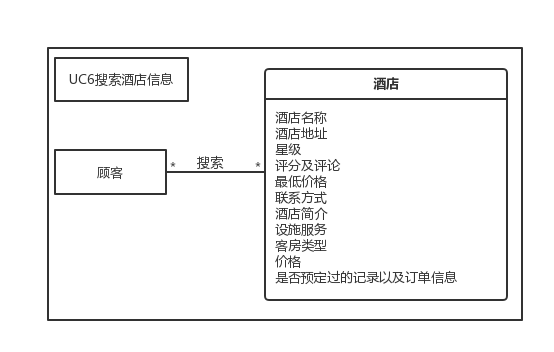 UC6搜索酒店信息
酒店
酒店名称
酒店地址
星级
评分及评论
最低价格
联系方式
酒店简介
设施服务
客房类型
价格
是否预定过的记录以及订单信息
顾客
* 搜索 *